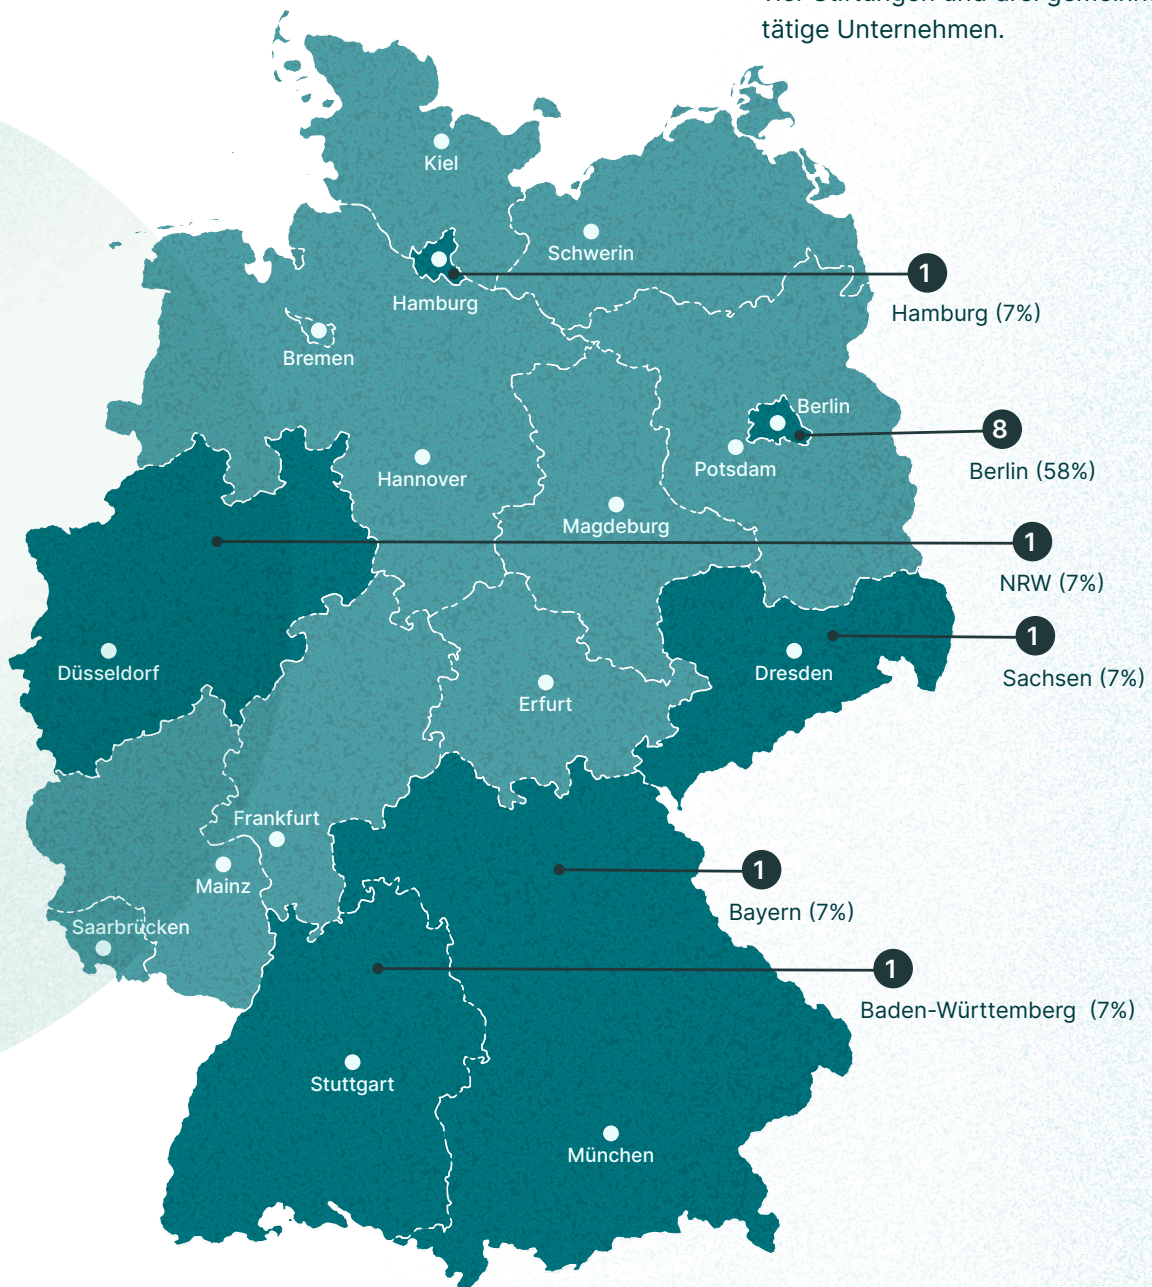 tätige Unternehmen.
Kiel
Schwerin
1
Hamburg (7%)
Hamburg
Bremen
Berlin
8
Berlin (58%)
Potsdam
Hannover
Magdeburg
1
NRW (7%)
1
Sachsen (7%)
Düsseldorf
Dresden
Erfurt
Frankfurt
Mainz
1
Bayern (7%)
Saarbrücken
1
Baden-Württemberg (7%)
Stuttgart
München